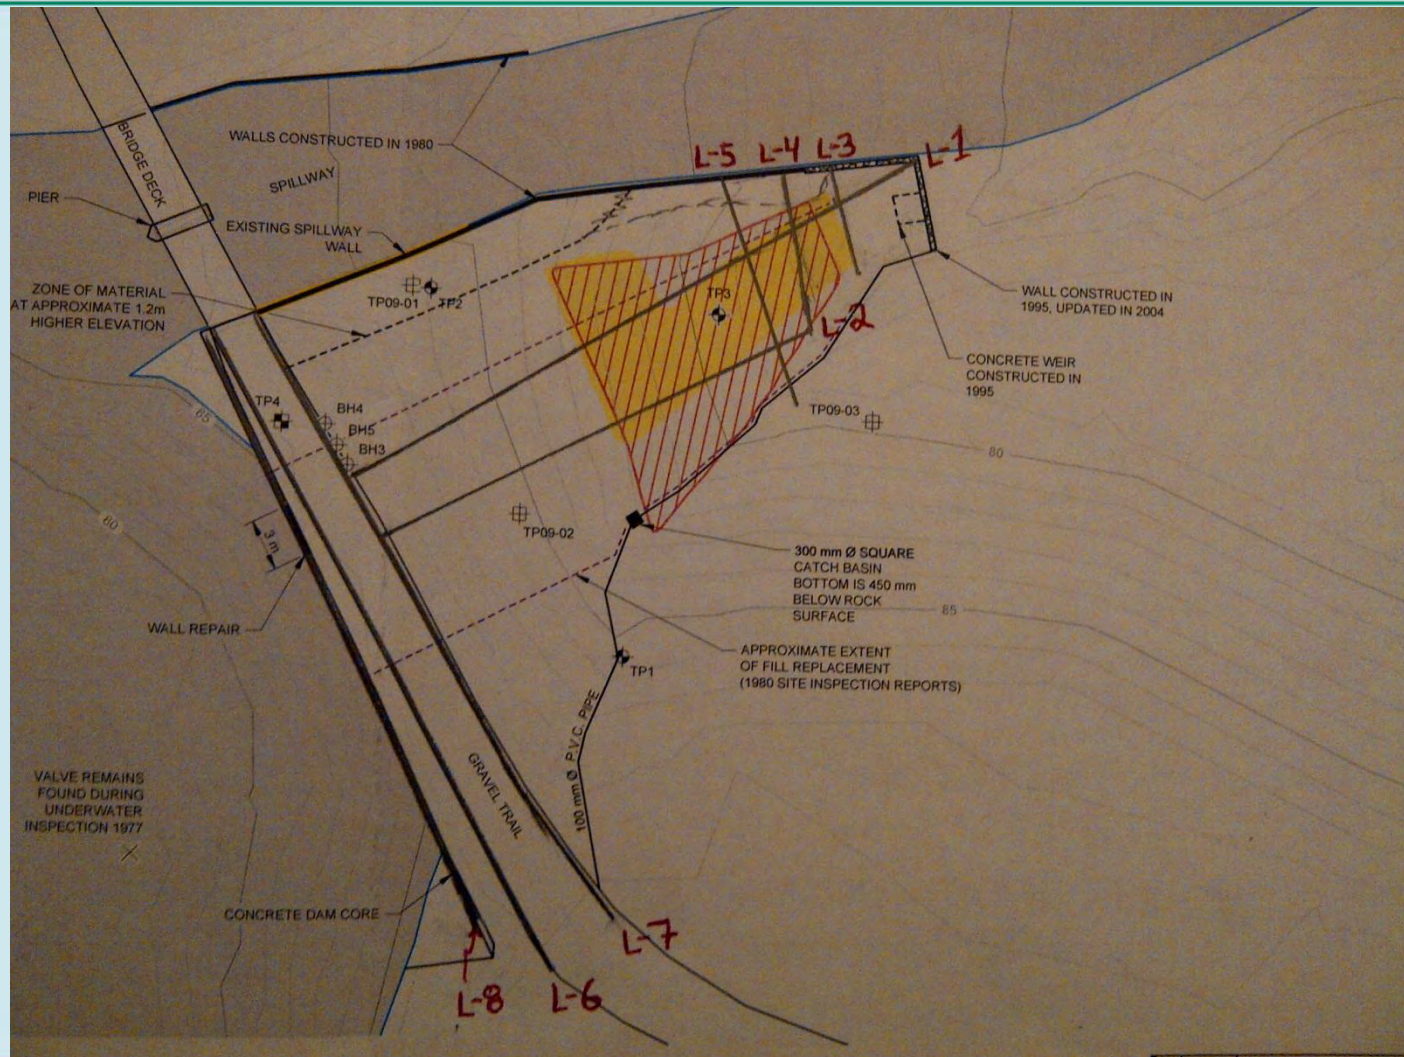 BRIDGE DECK
WALLS CONSTRUCTED IN 1980
SPILLWAY
PIER
EXISTING SPILLWAY
WALL
L-5
L-4
L-3
L-1
ZONE OF MATERIAL
AT APPROXIMATE 1.2m
HIGHER ELEVATION
TP09-01
TP2
TP3
L-2
WALL CONSTRUCTED IN
1995, UPDATED IN 2004
CONCRETE WEIR
CONSTRUCTED IN
1995
TP4
65
BH4
BH5
BH3
TP09-03
80
60
3 m
TP09-02
300 mm Ø SQUARE
CATCH BASIN
BOTTOM IS 450 mm
BELOW ROCK
SURFACE
85
WALL REPAIR
APPROXIMATE EXTENT
OF FILL REPLACEMENT
(1980 SITE INSPECTION REPORTS)
TP1
100 mm Ø P.V.C. PIPE
GRAVEL TRAIL
VALVE REMAINS
FOUND DURING
UNDERWATER
INSPECTION 1977
CONCRETE DAM CORE
L-7
L-8
L-6